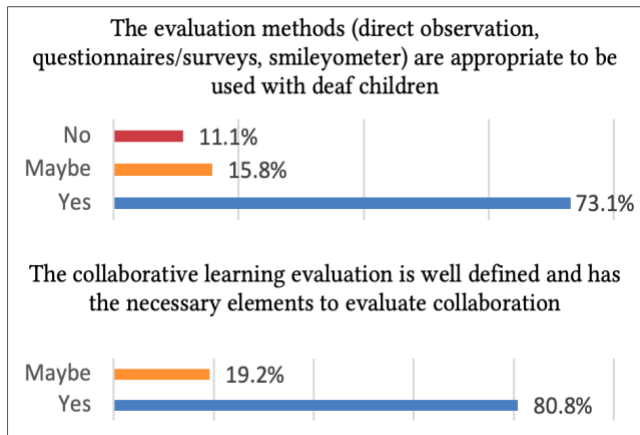 The evaluation methods (direct observation,
questionnaires/surveys, smileyometer) are appropriate to be
used with deaf children
No 11.1%
Maybe 15.8%
Yes 73.1%
The collaborative learning evaluation is well defined and has
the necessary elements to evaluate collaboration
Maybe 19.2%
Yes 80.8%